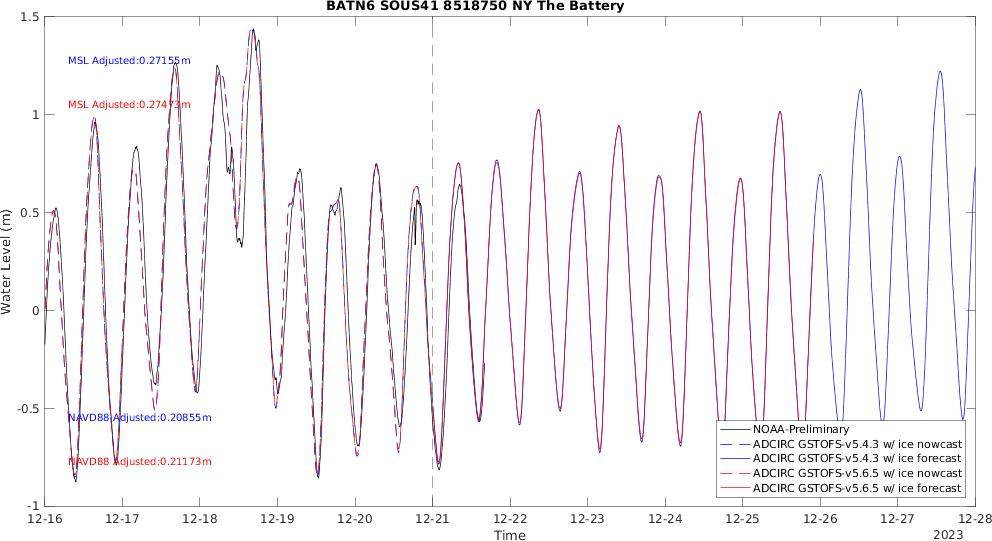 BATN6 SOUS41 8518750 NY The Battery
1.5
1
0.5
0
-0.5
-1
Water Level (m)
MSL Adjusted:0.27155m
MSL Adjusted:0.27473m
NAVD88 Adjusted:0.20855m
NAVD88 Adjusted:0.21173m
NOAA-Preliminary
ADCIRC GSTOFS-v5.4.3 w/ ice nowcast
ADCIRC GSTOFS-v5.4.3 w/ ice forecast
ADCIRC GSTOFS-v5.6.5 w/ ice nowcast
ADCIRC GSTOFS-v5.6.5 w/ ice forecast
12-16 12-17 12-18 12-19 12-20 12-21 12-22 12-23 12-24 12-25 12-26 12-27 12-28
Time
2023